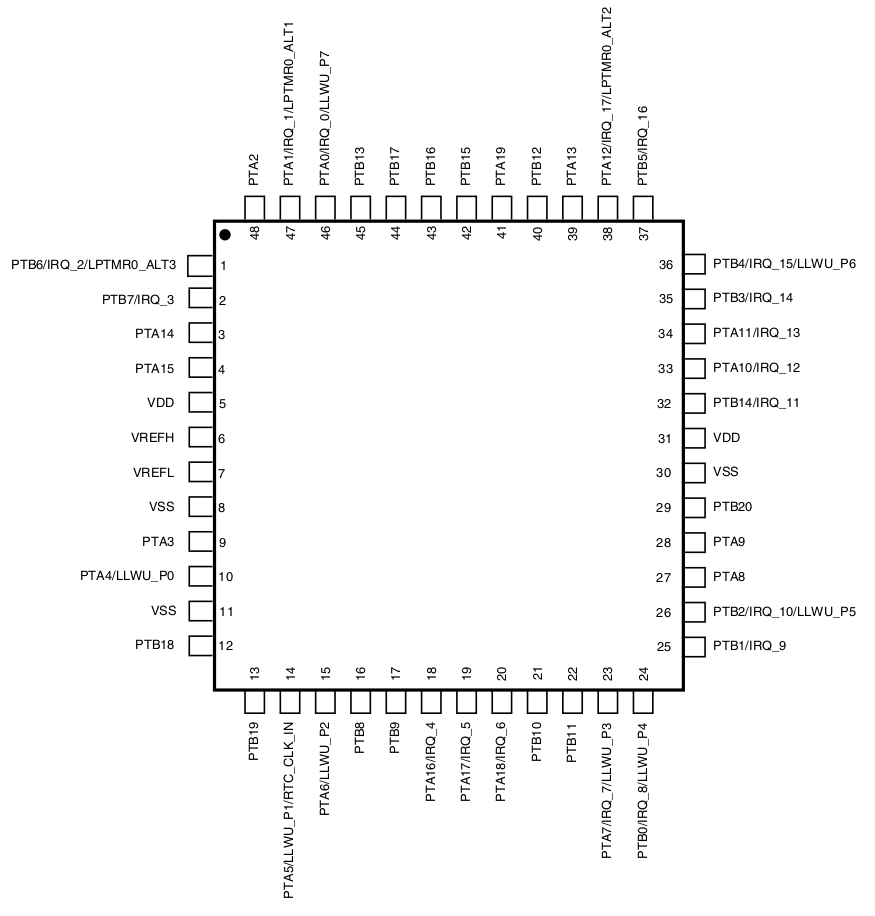 PTA2
PTA1/IRQ_1/LPTMR0_ALT1
PTA0/IRQ_0/LLWU_P7
PTB13
PTB17
PTB16
PTB15
PTA19
PTB12
PTA13
PTA12/IRQ_17/LPTMR0_ALT2
PTB5/IRQ_16
48 47 46 45 44 43 42 41 40 39 38 37
PTB6/IRQ_2/LPTMR0_ALT3 1
36 PTB4/IRQ_15/LLWU_P6
PTB7/IRQ_3 2
35 PTB3/IRQ_14
PTA14 3
34 PTA11/IRQ_13
PTA15 4
33 PTA10/IRQ_12
VDD 5
32 PTB14/IRQ_11
VREFH 6
31 VDD
VREFL 7
30 VSS
VSS 8
29 PTB20
PTA3 9
28 PTA9
PTA4/LLWU_P0 10
27 PTA8
VSS 11
26 PTB2/IRQ_10/LLWU_P5
PTB18 12
25 PTB1/IRQ_9
13 14 15 16 17 18 19 20 21 22 23 24
PTB19
PTA5/LLWU_P1/RTC_CLK_IN
PTA6/LLWU_P2
PTB8
PTB9
PTA16/IRQ_4
PTA17/IRQ_5
PTA18/IRQ_6
PTB10
PTB11
PTA7/IRQ_7/LLWU_P3
PTB0/IRQ_8/LLWU_P4